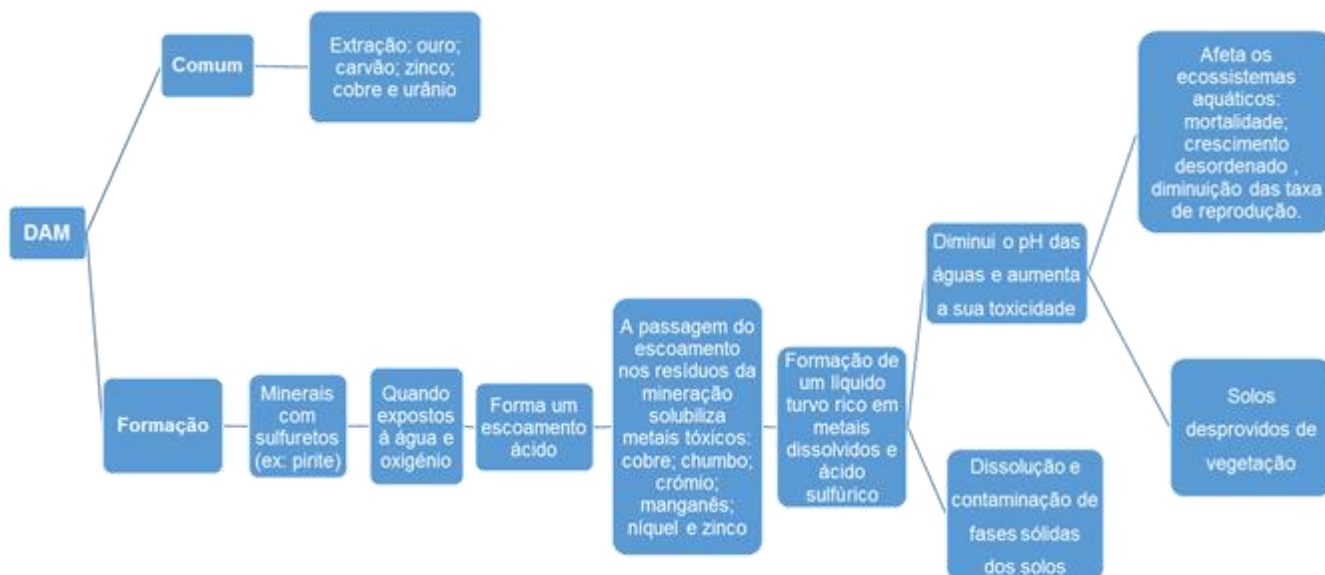 DAM
Comum
Extração: ouro;
carvão; zinco;
cobre e urânio
Formação
Minerais
com
sulfuretos
(ex: pirite)
Quando
expostos
à água e
oxigénio
Forma um
escoamento
ácido
A passagem do
escoamento
nos resíduos da
mineração
solubiliza
metais tóxicos:
cobre; chumbo;
crómio;
manganês;
níquel e zinco
Formação de
um líquido
turvo rico em
metais
dissolvidos e
ácido
sulfúrico
Diminui o pH das
águas e aumenta
a sua toxicidade
Afeta os
ecossistemas
aquáticos:
mortalidade;
crescimento
desordenado ,
diminuição das taxa
de reprodução.
Solos
desprovidos de
vegetação
Dissolução e
contaminação de
fases sólidas
dos solos